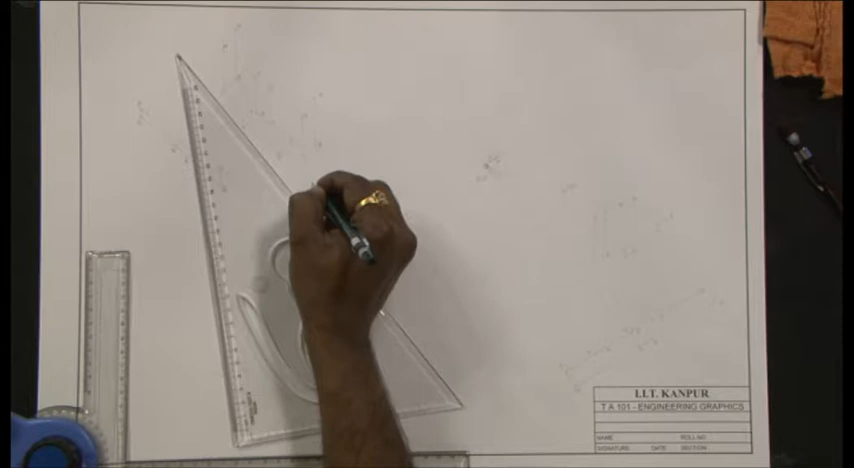 I.I.T. KANPUR
T A 101 - ENGINEERING GRAPHICS
NAME ROLL NO.
SIGNATURE DATE SECTION